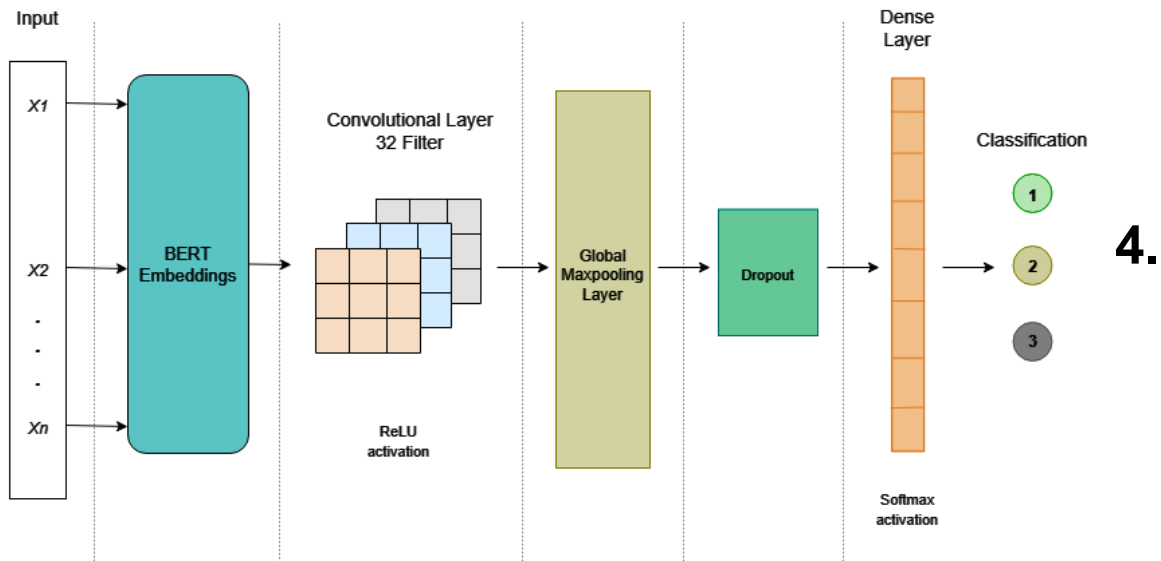 Input
X1
X2
-
-
-
Xn
BERT
Embeddings
Convolutional Layer
32 Filter
ReLU
activation
Global
Maxpooling
Layer
Dropout
Dense
Layer
Softmax
activation
Classification
1
2
3
4.